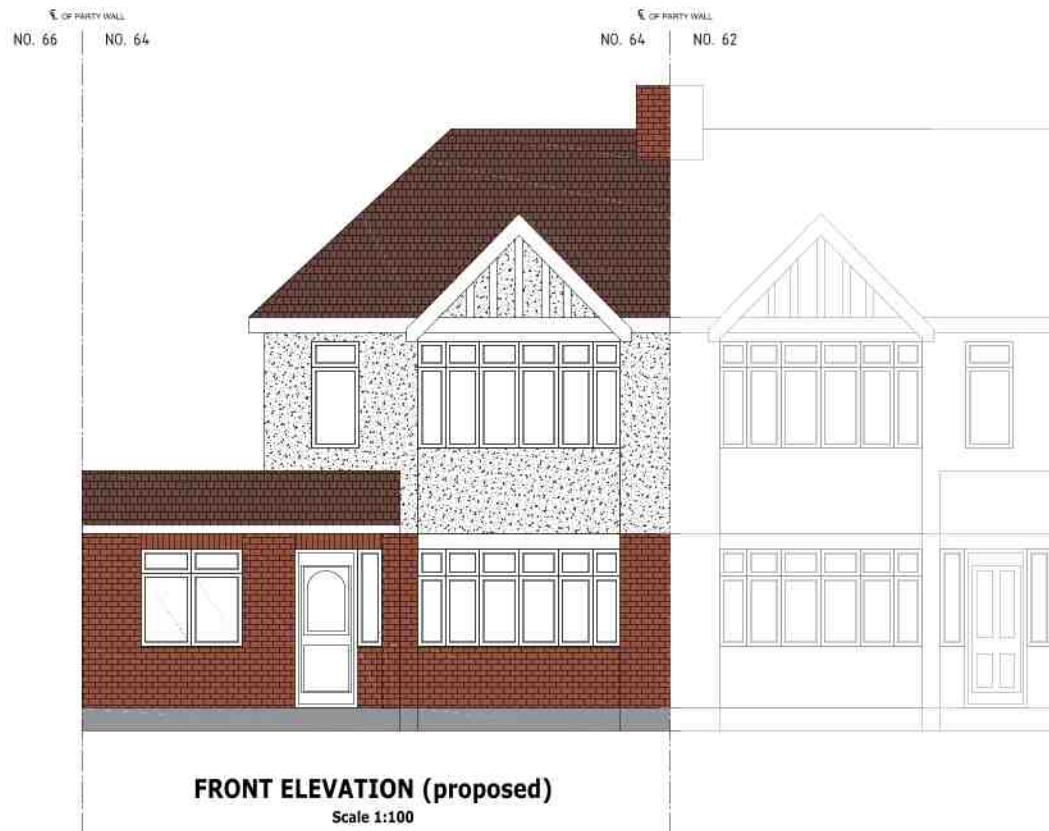 ℄ OF PARTY WALL
NO. 66 NO. 64
℄ OF PARTY WALL
NO. 64 NO. 62
FRONT ELEVATION (proposed)
Scale 1:100